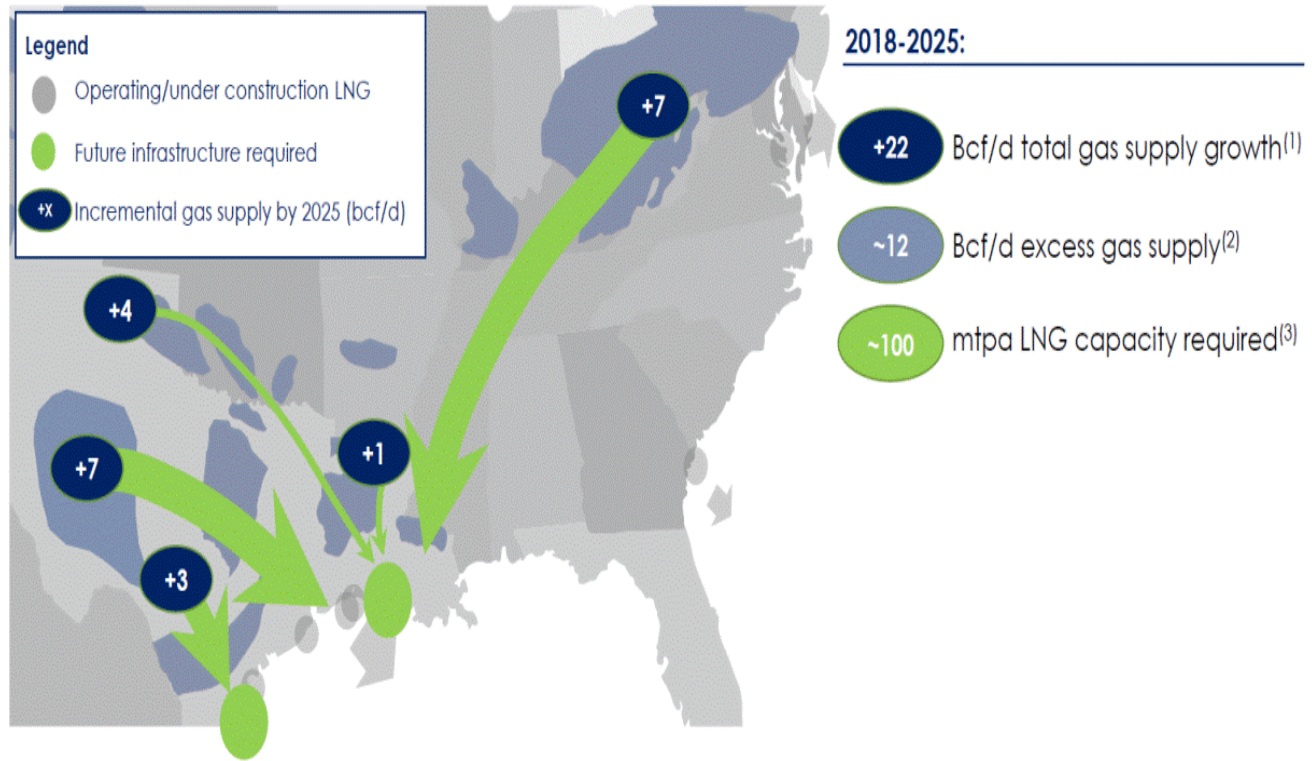 Legend
Operating/under construction LNG
Future infrastructure required
+x Incremental gas supply by 2025 (bcf/d)
+7
+4
+1
+7
+3
2018-2025:
+22 Bcf/d total gas supply growth(1)
~12 Bcf/d excess gas supply(2)
~100 mtpa LNG capacity required(3)